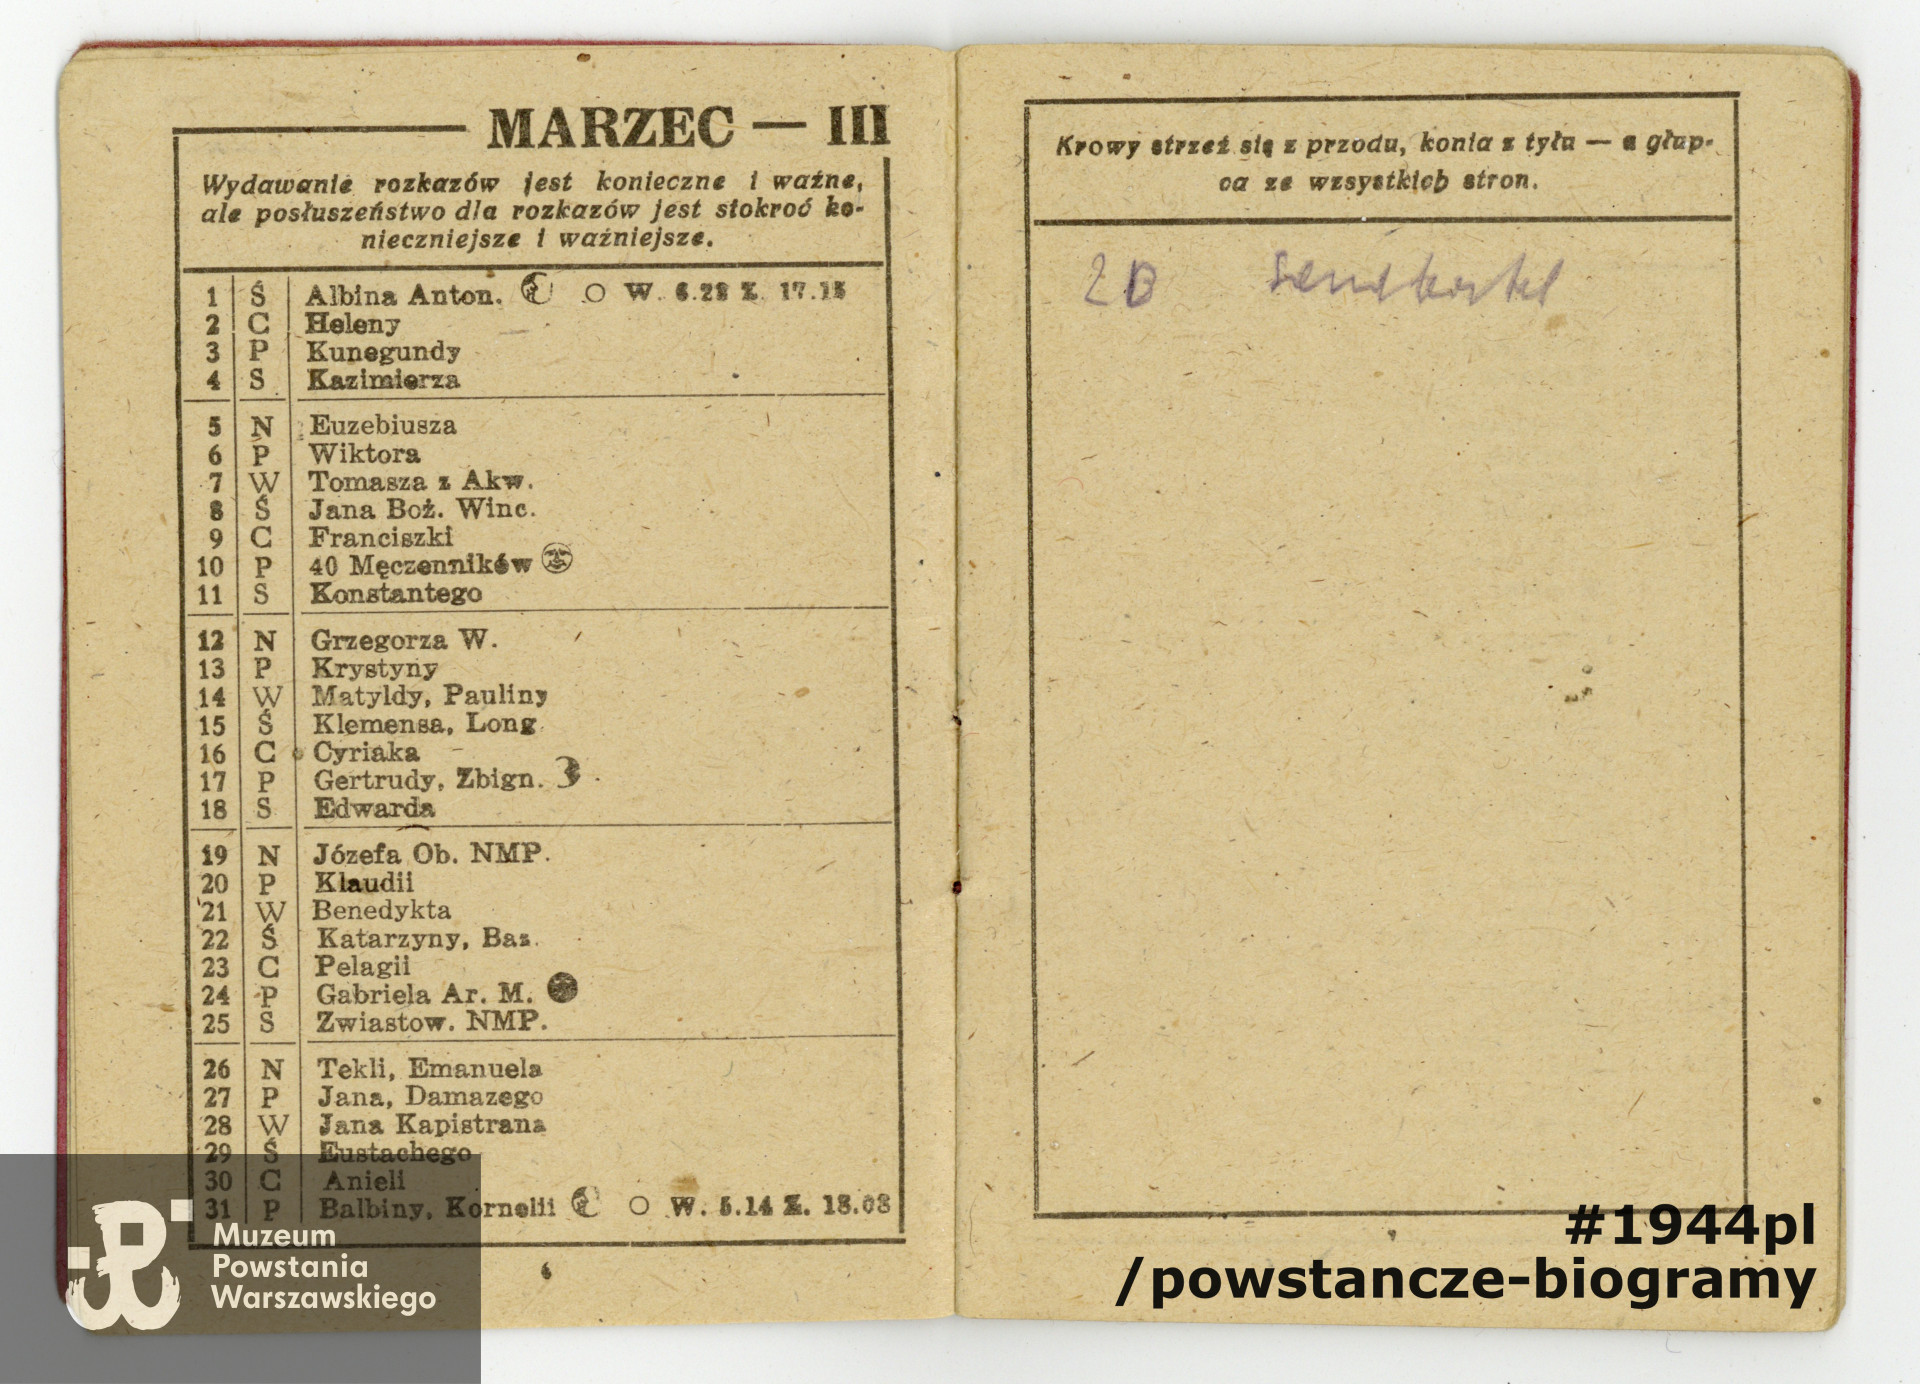 MARZEC — III
Wydawanie rozkazów jest konieczne i ważne,
ale posłuszeństwo dla rozkazów jest stokroć ko-
nieczniejsze i ważniejsze.
1 Ś Albina Anton. W. 6.28 Z. 17.15
2 C Heleny
3 P Kunegundy
4 S Kazimierza
5 N Euzebiusza
6 P Wiktora
7 W Tomasza z Akw.
8 Ś Jana Boż. Winc.
9 C Franciszki
10 P 40 Męczenników
11 S Konstantego
12 N Grzegorza W.
13 P Krystyny
14 W Matyldy, Pauliny
15 Ś Klemensa, Long.
16 C Cyriaka
17 P Gertrudy, Zbign.
18 S Edwarda
19 N Józefa Ob. NMP.
20 P Klaudii
21 W Benedykta
22 Ś Katarzyny, Baz.
23 C Pelagii
24 P Gabriela Ar. M.
25 S Zwiastow. NMP.
26 N Tekli, Emanuela
27 P Jana, Damazego
28 W Jana Kapistrana
29 Ś Eustachego
30 C Anieli
31 P Balbiny, Kornelii W. 5.14 Z. 18.08
Krowy strzeż się z przodu, konia z tyłu — a głup-
ca ze wzsystkich stron.
Muzeum
Powstania
Warszawskiego
#1944pl
/powstancze-biogramy